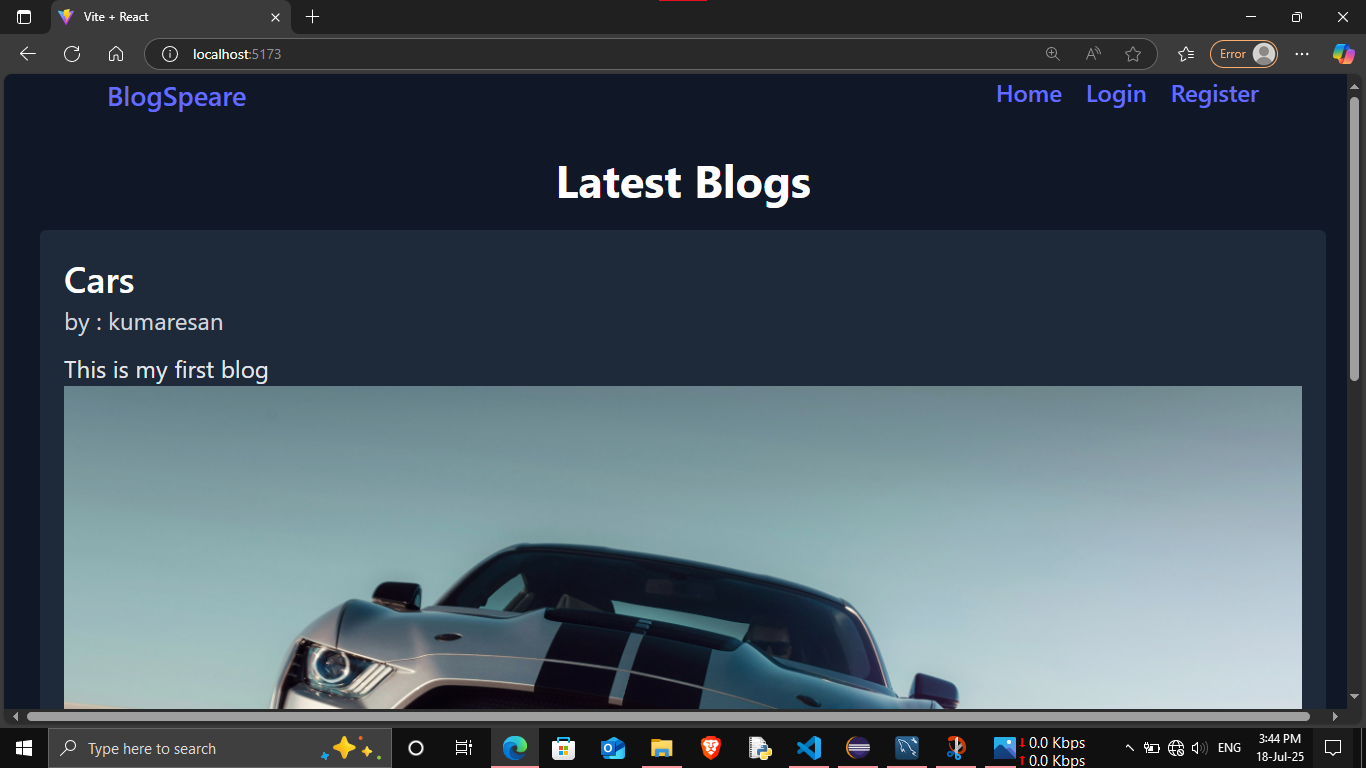 Vite + React
localhost:5173
Error
BlogSpeare
Home Login Register
Latest Blogs
Cars
by : kumaresan
This is my first blog
Type here to search
0.0 Kbps
0.0 Kbps
ENG
3:44 PM
18-Jul-25